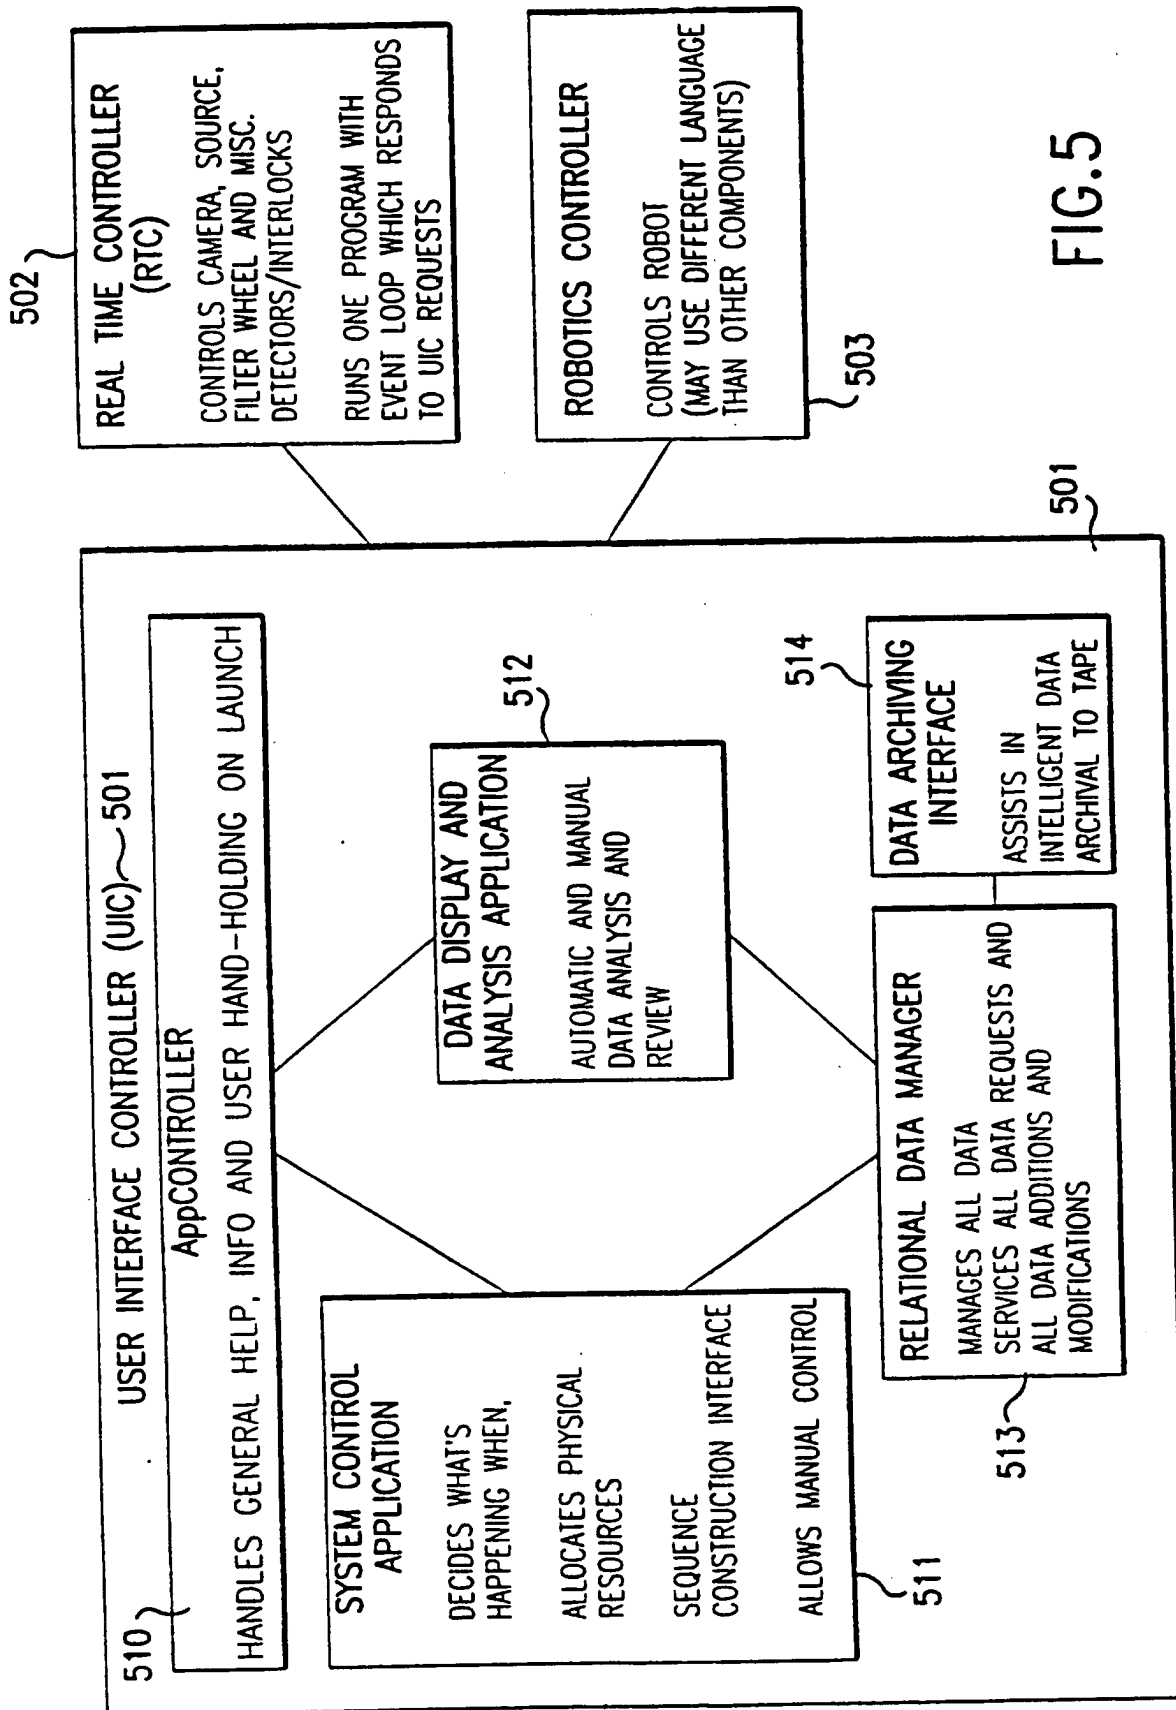 USER INTERFACE CONTROLLER (UIC) 501
510
AppCONTROLLER
HANDLES GENERAL HELP, INFO AND USER HAND-HOLDING ON LAUNCH
SYSTEM CONTROL
APPLICATION
DECIDES WHAT'S
HAPPENING WHEN,
ALLOCATES PHYSICAL
RESOURCES
SEQUENCE
CONSTRUCTION INTERFACE
ALLOWS MANUAL CONTROL
511
512
DATA DISPLAY AND
ANALYSIS APPLICATION
AUTOMATIC AND MANUAL
DATA ANALYSIS AND
REVIEW
RELATIONAL DATA MANAGER
MANAGES ALL DATA
SERVICES ALL DATA REQUESTS AND
ALL DATA ADDITIONS AND
MODIFICATIONS
513
514
DATA ARCHIVING
INTERFACE
ASSISTS IN
INTELLIGENT DATA
ARCHIVAL TO TAPE
501
502
REAL TIME CONTROLLER
(RTC)
CONTROLS CAMERA, SOURCE,
FILTER WHEEL AND MISC.
DETECTORS/INTERLOCKS
RUNS ONE PROGRAM WITH
EVENT LOOP WHICH RESPONDS
TO UIC REQUESTS
ROBOTICS CONTROLLER
CONTROLS ROBOT
(MAY USE DIFFERENT LANGUAGE
THAN OTHER COMPONENTS)
503
FIG.5